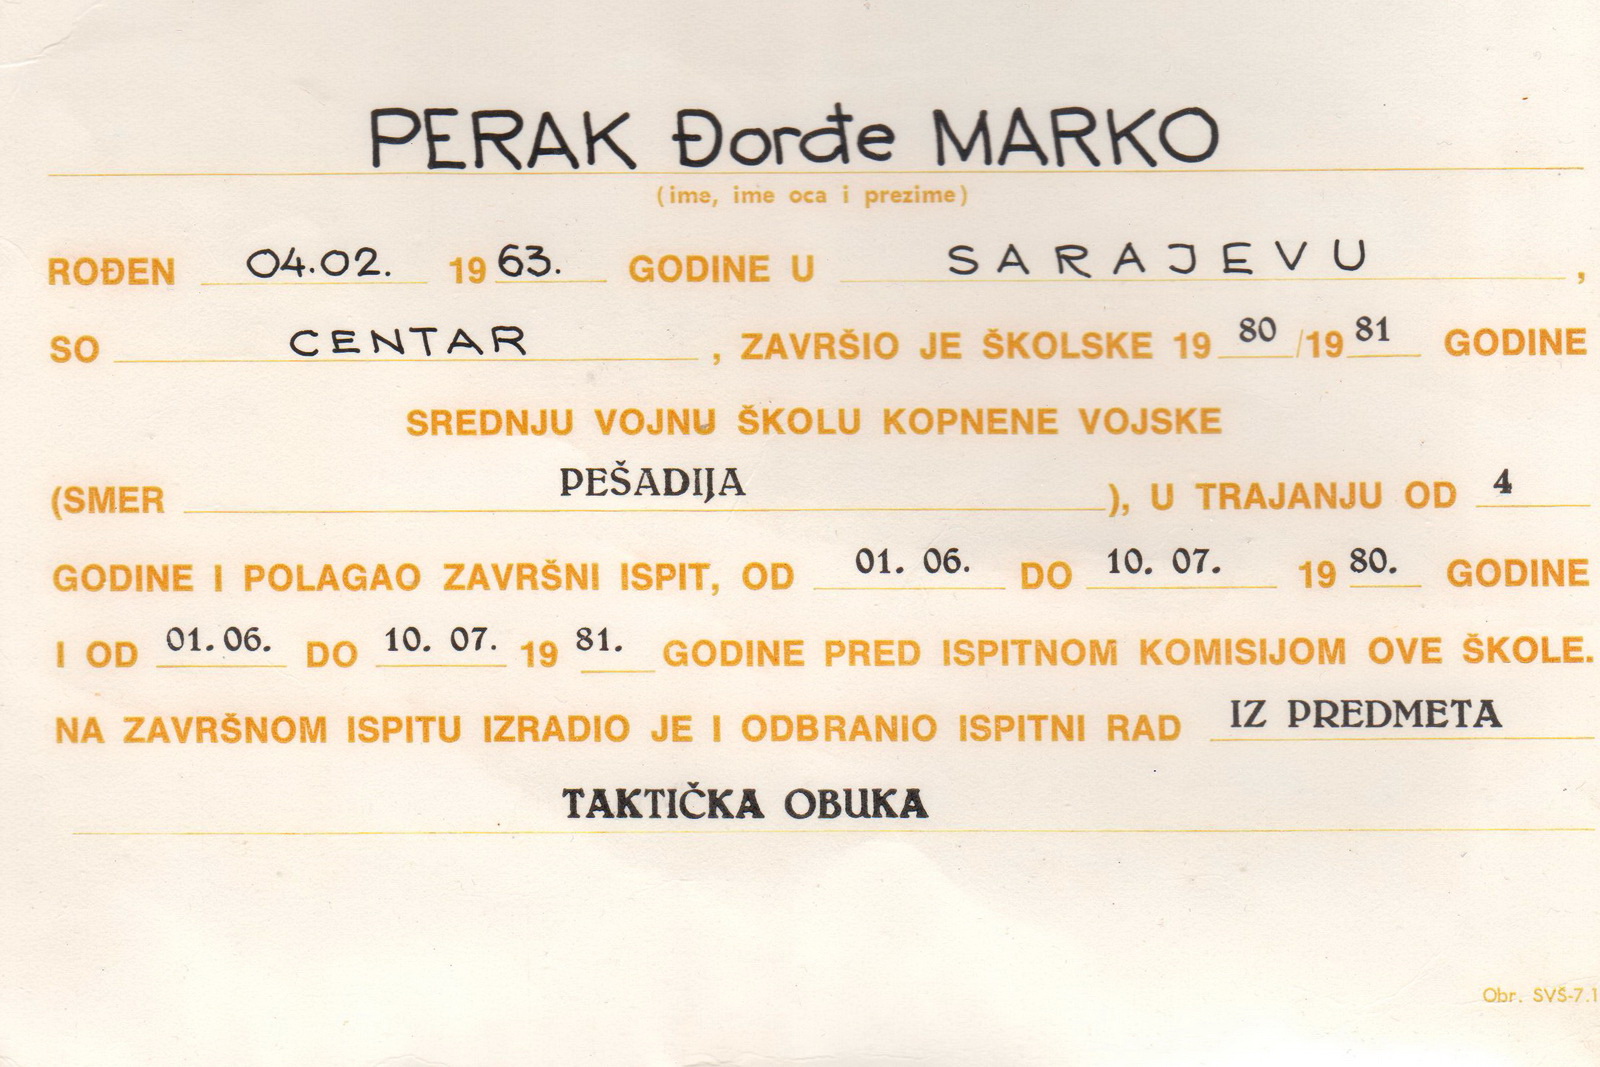 PERAK Đorđe MARKO
(ime, ime oca i prezime)
ROĐEN 04.02. 1963. GODINE U SARAJEVU,
SO CENTAR, ZAVRŠIO JE ŠKOLSKE 1980/1981 GODINE
SREDNJU VOJNU ŠKOLU KOPNENE VOJSKE
(SMER PEŠADIJA), U TRAJANJU OD 4
GODINE I POLAGAO ZAVRŠNI ISPIT, OD 01. 06. DO 10. 07. 1980. GODINE
I OD 01. 06. DO 10. 07. 1981. GODINE PRED ISPITNOM KOMISIJOM OVE ŠKOLE.
NA ZAVRŠNOM ISPITU IZRADIO JE I ODBRANIO ISPITNI RAD IZ PREDMETA
TAKTIČKA OBUKA
Obr. SVŠ-7.1